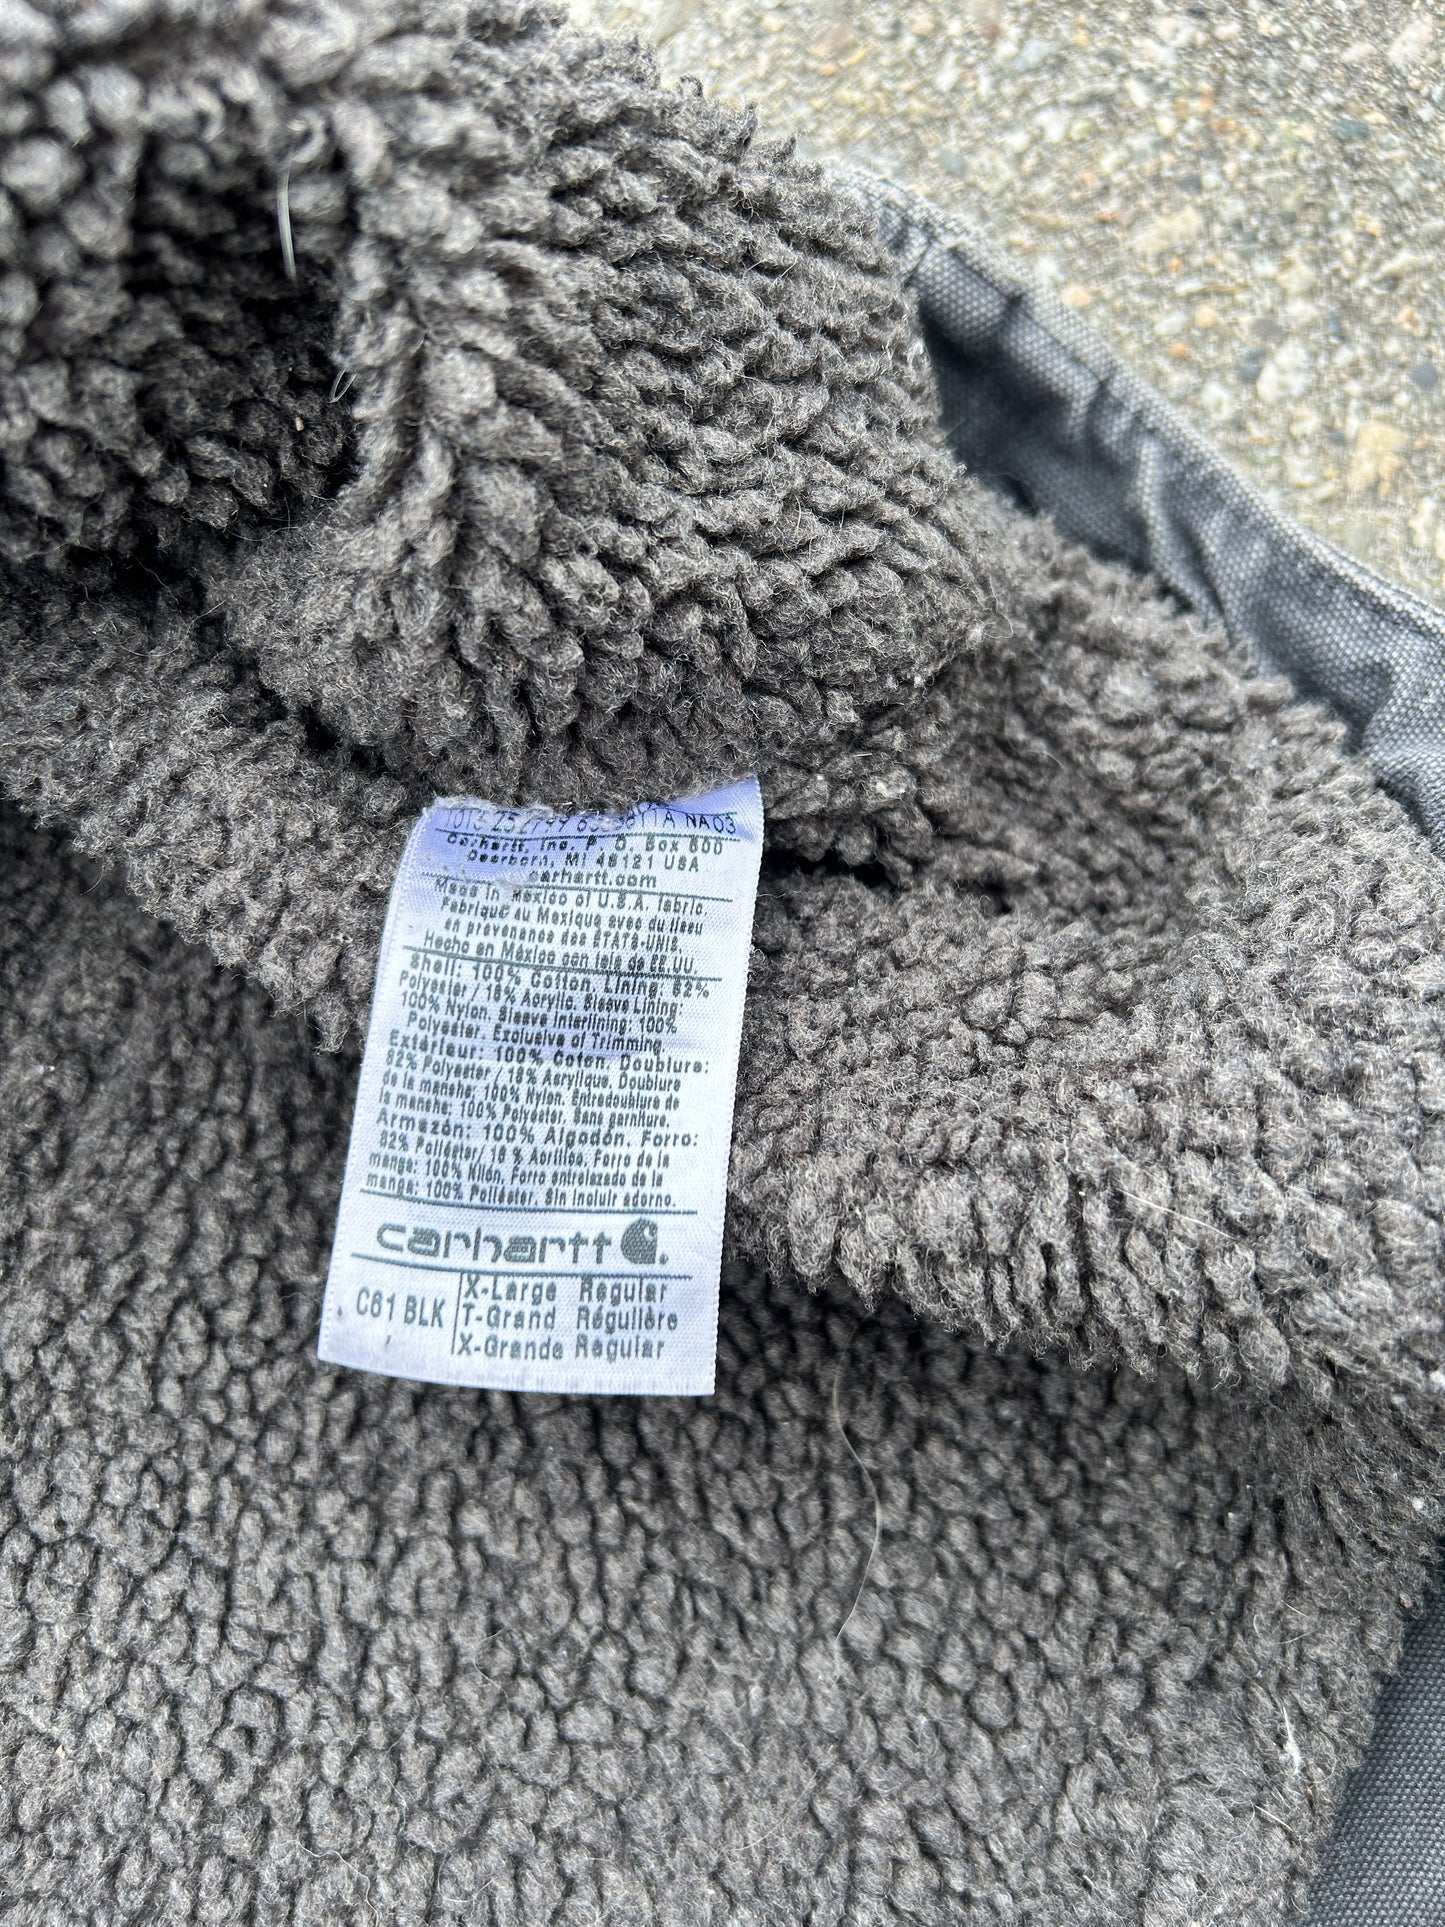 NA03
Carhartt, Inc. P. O. Box 600
Dearborn, MI 48121 USA
carhartt.com
Made in Mexico of U.S.A. fabric.
Fabriqué au Mexique avec du tissu
en provenance des ÉTATS-UNIS.
Hecho en México con tela de EE.UU.
Shell: 100% Cotton. Lining: 82%
Polyester / 18% Acrylic. Sleeve Lining:
100% Nylon. Sleeve Interlining: 100%
Polyester. Exclusive of Trimming.
Extérieur: 100% Coton. Doublure:
82% Polyester / 18% Acrylique. Doublure
de la manche; 100% Nylon. Entredoublure de
la manche; 100% Polyester. Sans garniture.
Armazón: 100% Algodón. Forro:
82% Poliéster/ 18 % Acrílico. Forro de la
manga: 100% Nilón. Forro entrelazado de la
manga: 100% Poliéster. Sin incluir adorno.
carhartt
C61 BLK
X-Large Regular
T-Grand Régulière
X-Grande Regular